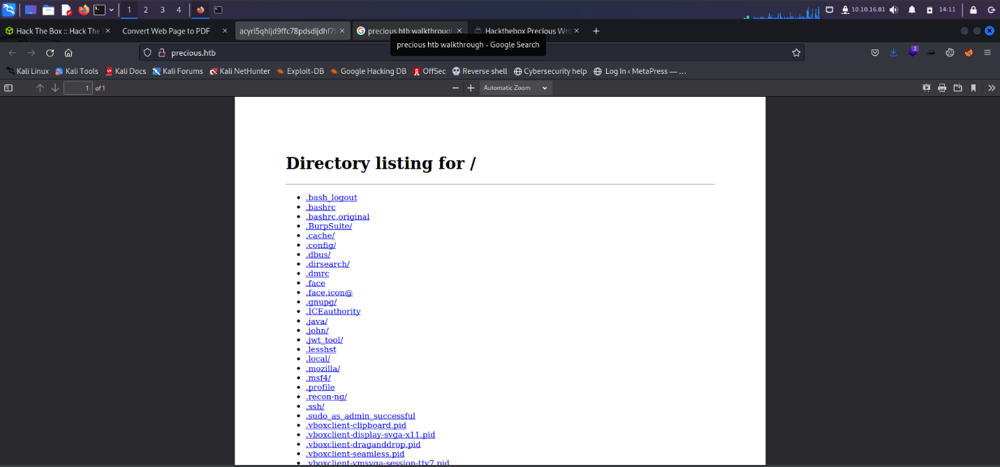 1 2 3 4 10.10.16.81 14:11
Hack The Box :: Hack The Convert Web Page to PDF acyri5qhljd9ffc78pdsdijdhf7t precious htb walkthrough Hackthebox Precious Wri
precious.htb 2
precious htb walkthrough - Google Search
Kali Linux Kali Tools Kali Docs Kali Forums Kali NetHunter Exploit-DB Google Hacking DB OffSec Reverse shell Cybersecurity help Log In ‹ MetaPress — …
1 of 1 Automatic Zoom
Directory listing for /
.bash_logout
.bashrc
.bashrc.original
.BurpSuite/
.cache/
.config/
.dbus/
.dirsearch/
.dmrc
.face
.face.icon@
.gnupg/
.ICEauthority
.java/
.john/
.jwt_tool/
.lesshst
.local/
.mozilla/
.msf4/
.profile
.recon-ng/
.ssh/
.sudo_as_admin_successful
.vboxclient-clipboard.pid
.vboxclient-display-svga-x11.pid
.vboxclient-draganddrop.pid
.vboxclient-seamless.pid
.vboxclient-vmsvga-session-tty7.pid